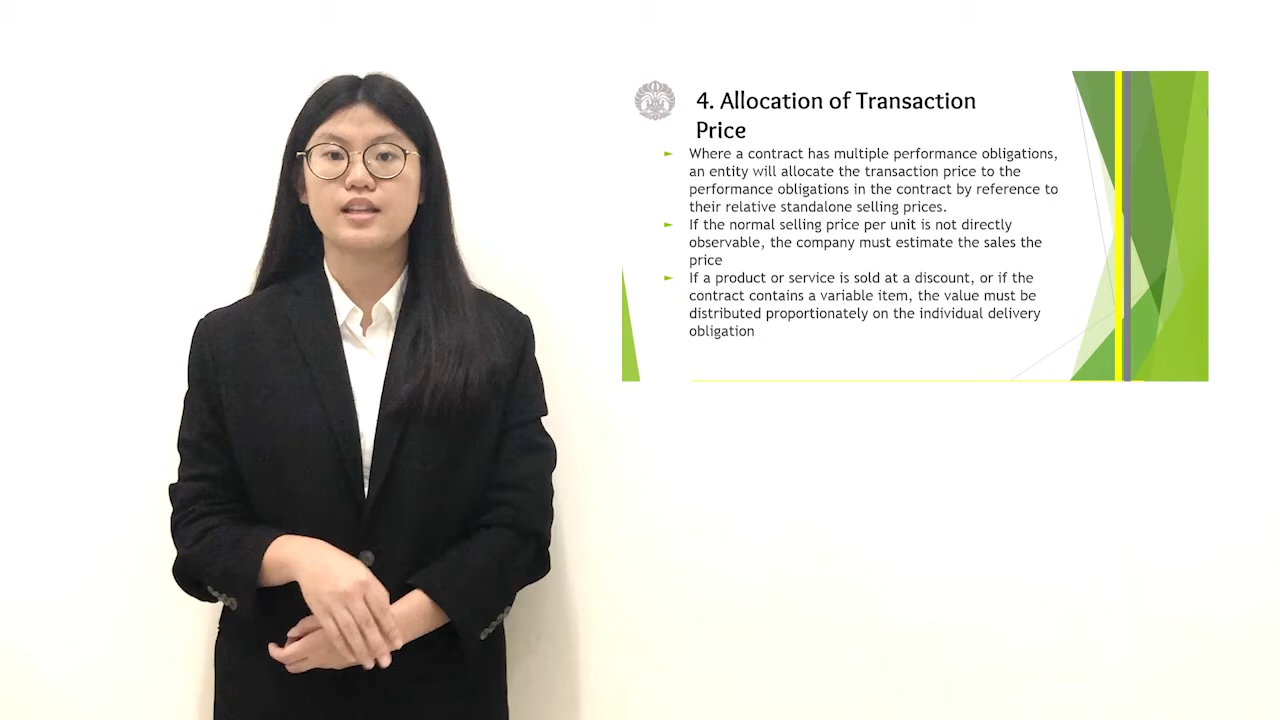 4. Allocation of Transaction
Price
► Where a contract has multiple performance obligations,
an entity will allocate the transaction price to the
performance obligations in the contract by reference to
their relative standalone selling prices.
► If the normal selling price per unit is not directly
observable, the company must estimate the sales the
price
► If a product or service is sold at a discount, or if the
contract contains a variable item, the value must be
distributed proportionately on the individual delivery
obligation